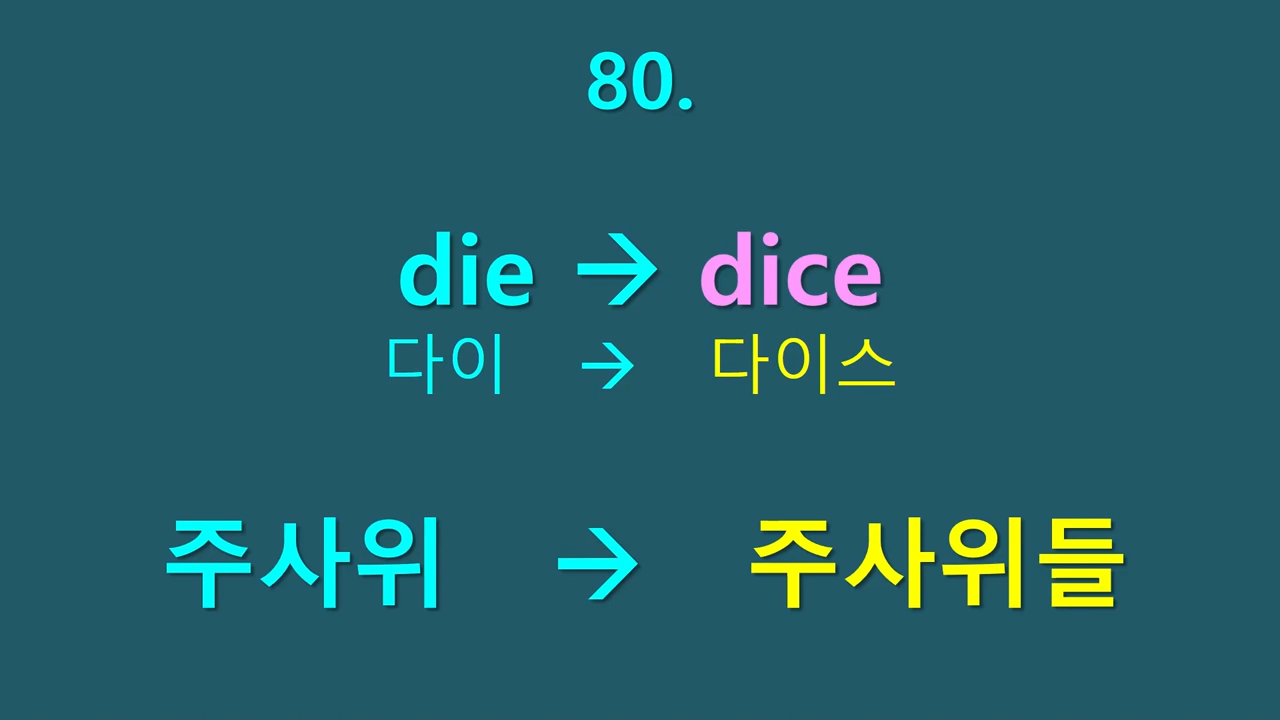 80.
die → dice
다이 → 다이스
주사위 → 주사위들